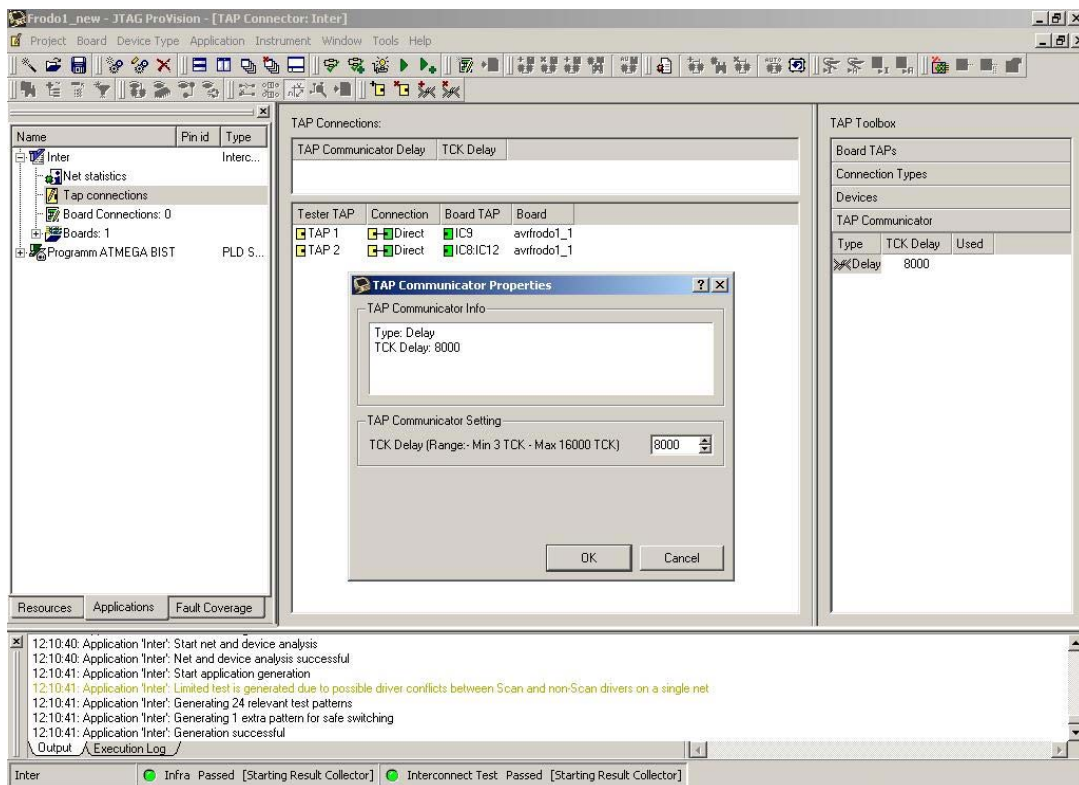 Frodo1_new - JTAG ProVision - [TAP Connector: Inter]
Project Board Device Type Application Instrument Window Tools Help
Name Pin id Type
Inter Interc...
Net statistics
Tap connections
Board Connections: 0
Boards: 1
Programm ATMEGA BIST PLD S...
Resources Applications Fault Coverage
TAP Connections:
TAP Communicator Delay TCK Delay
Tester TAP Connection Board TAP Board
TAP 1 Direct IC9 avrfrodo1_1
TAP 2 Direct IC8:IC12 avrfrodo1_1
TAP Communicator Properties
TAP Communicator Info
Type: Delay
TCK Delay: 8000
TAP Communicator Setting
TCK Delay (Range:- Min 3 TCK - Max 16000 TCK) 8000
OK Cancel
TAP Toolbox
Board TAPs
Connection Types
Devices
TAP Communicator
Type TCK Delay Used
Delay 8000
12:10:40: Application 'Inter': Start net and device analysis
12:10:40: Application 'Inter': Net and device analysis successful
12:10:41: Application 'Inter': Start application generation
12:10:41: Application 'Inter': Limited test is generated due to possible driver conflicts between Scan and non-Scan drivers on a single net
12:10:41: Application 'Inter': Generating 24 relevant test patterns
12:10:41: Application 'Inter': Generating 1 extra pattern for safe switching
12:10:41: Application 'Inter': Generation successful
Output Execution Log
Inter Infra Passed [Starting Result Collector] Interconnect Test Passed [Starting Result Collector]